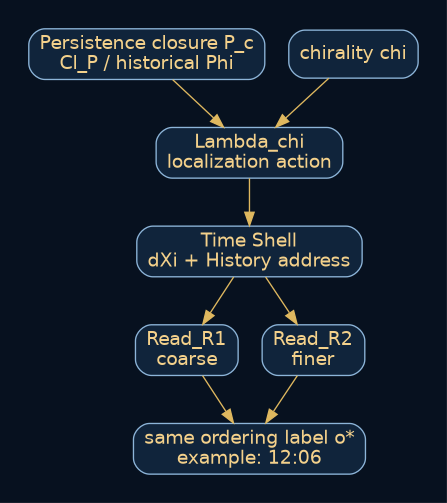 Persistence closure P_c
Cl_P / historical Phi
chirality chi
Lambda_chi
localization action
Time Shell
dXi + History address
Read_R1
coarse
Read_R2
finer
same ordering label o*
example: 12:06